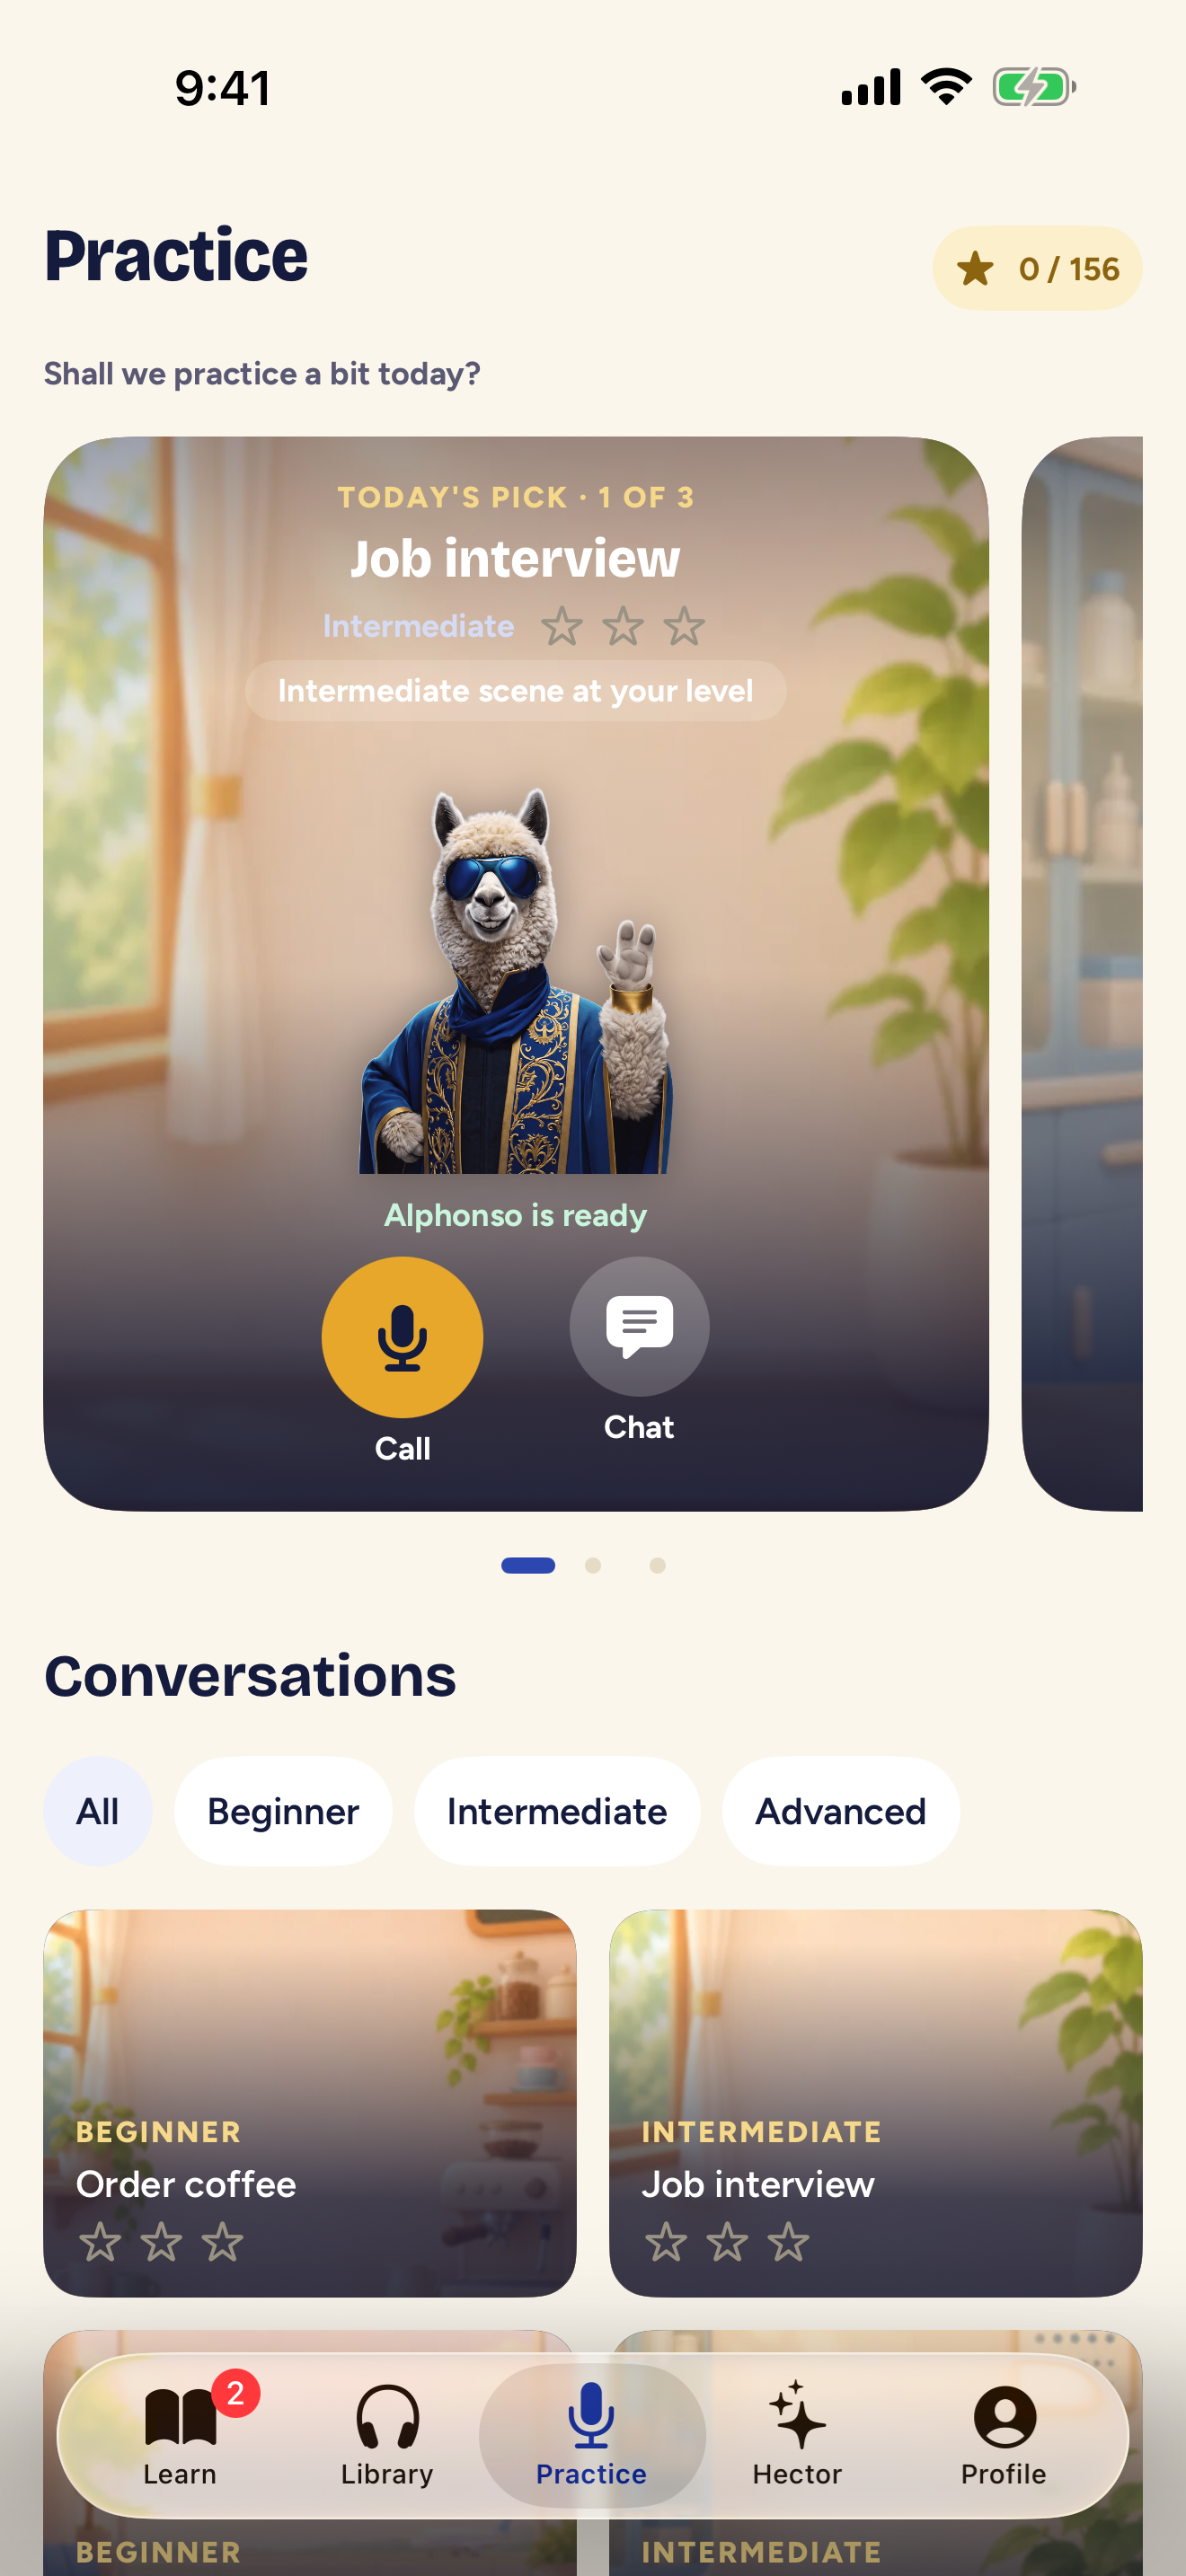 9:41
Practice
0 / 156
Shall we practice a bit today?
TODAY'S PICK · 1 OF 3
Job interview
Intermediate
Intermediate scene at your level
Alphonso is ready
Call
Chat
Conversations
All
Beginner
Intermediate
Advanced
BEGINNER
Order coffee
INTERMEDIATE
Job interview
2
Learn
Library
Practice
Hector
Profile
BEGINNER
INTERMEDIATE